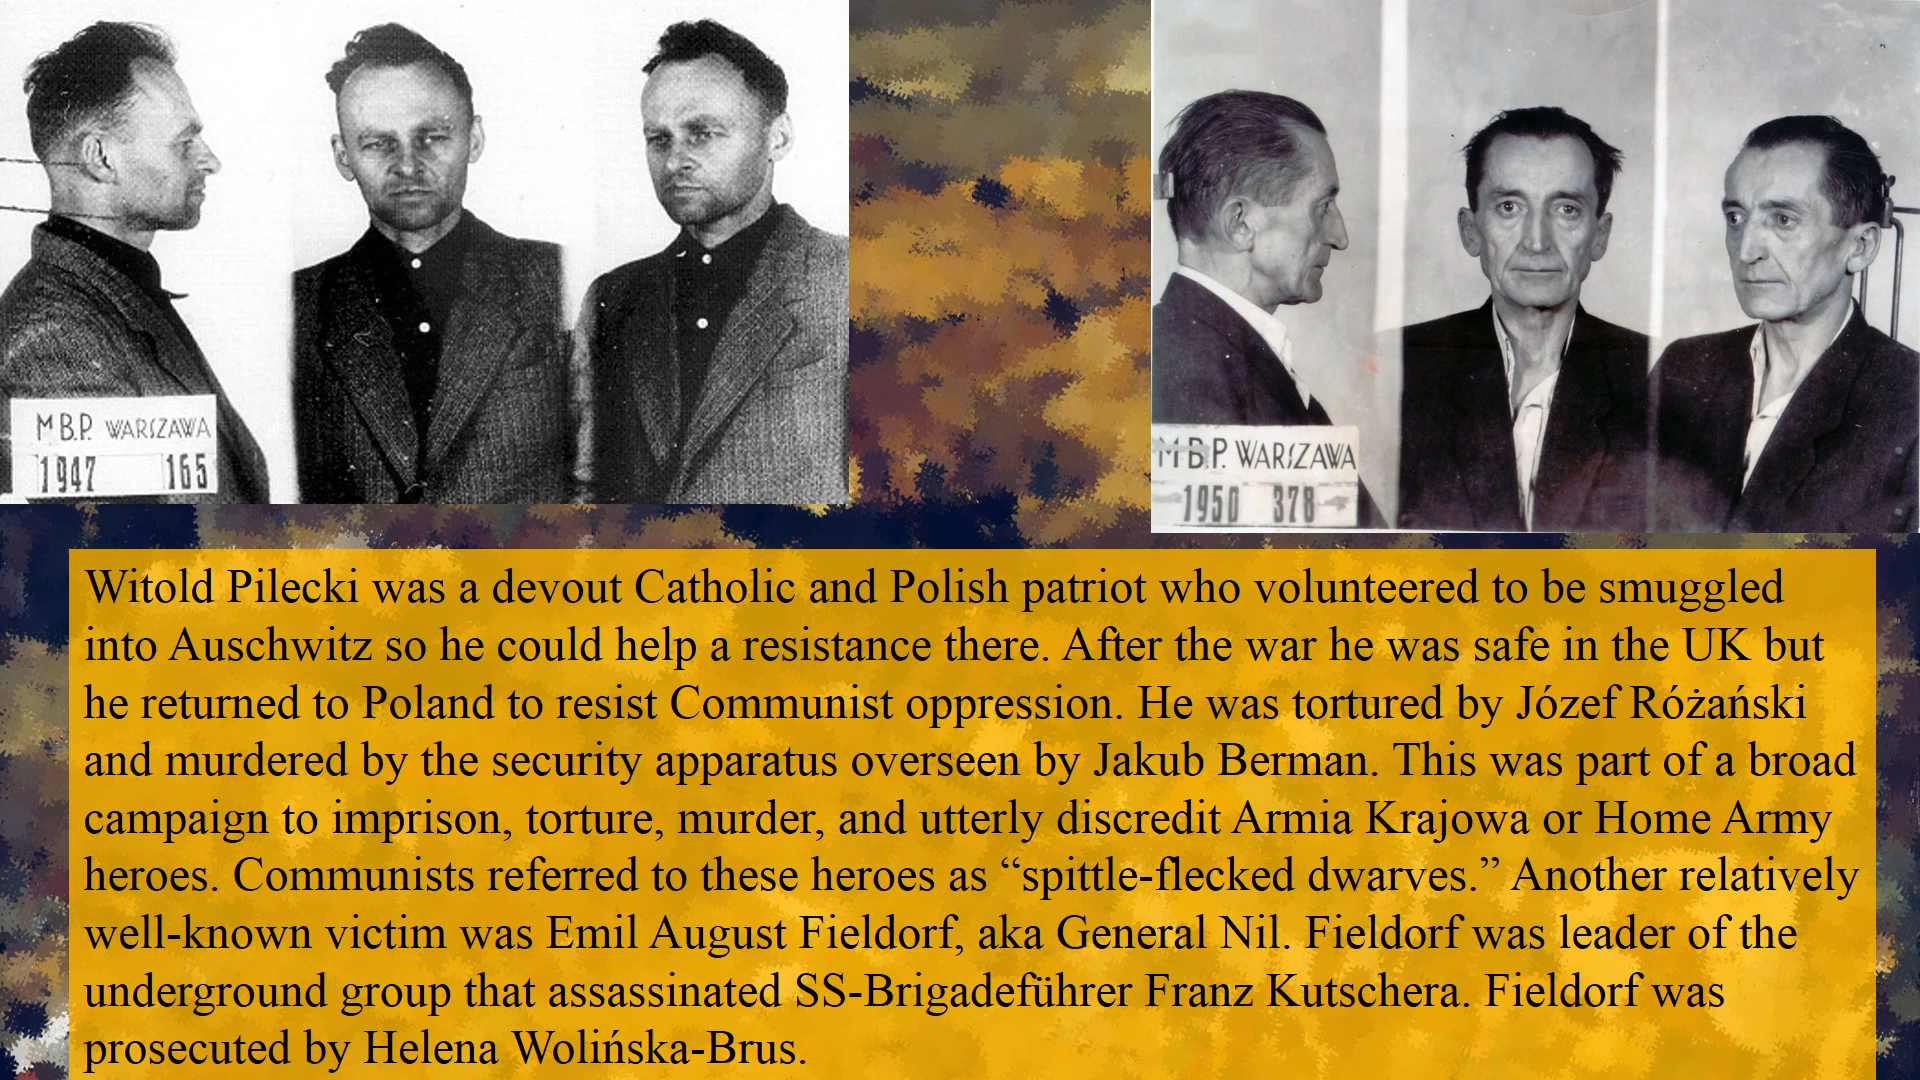 M.B.P. WARSZAWA
1947 165
M.B.P. WARSZAWA
1950 378
Witold Pilecki was a devout Catholic and Polish patriot who volunteered to be smuggled
into Auschwitz so he could help a resistance there. After the war he was safe in the UK but
he returned to Poland to resist Communist oppression. He was tortured by Józef Różański
and murdered by the security apparatus overseen by Jakub Berman. This was part of a broad
campaign to imprison, torture, murder, and utterly discredit Armia Krajowa or Home Army
heroes. Communists referred to these heroes as “spittle-flecked dwarves.” Another relatively
well-known victim was Emil August Fieldorf, aka General Nil. Fieldorf was leader of the
underground group that assassinated SS-Brigadeführer Franz Kutschera. Fieldorf was
prosecuted by Helena Wolińska-Brus.